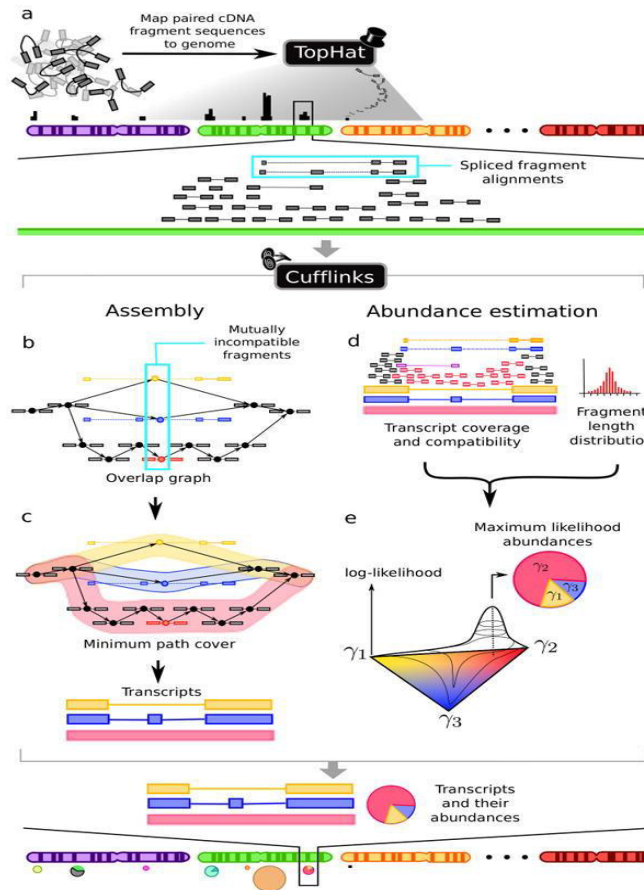 a
Map paired cDNA
fragment sequences
to genome
TopHat
Spliced fragment
alignments
Cufflinks
Assembly
Abundance estimation
b
Mutually
incompatible
fragments
Overlap graph
c
Minimum path cover
Transcripts
d
Transcript coverage
and compatibility
Fragment
length
distributio
e
Maximum likelihood
abundances
γ2
γ1
γ3
log-likelihood
γ1
γ2
γ3
Transcripts
and their
abundances